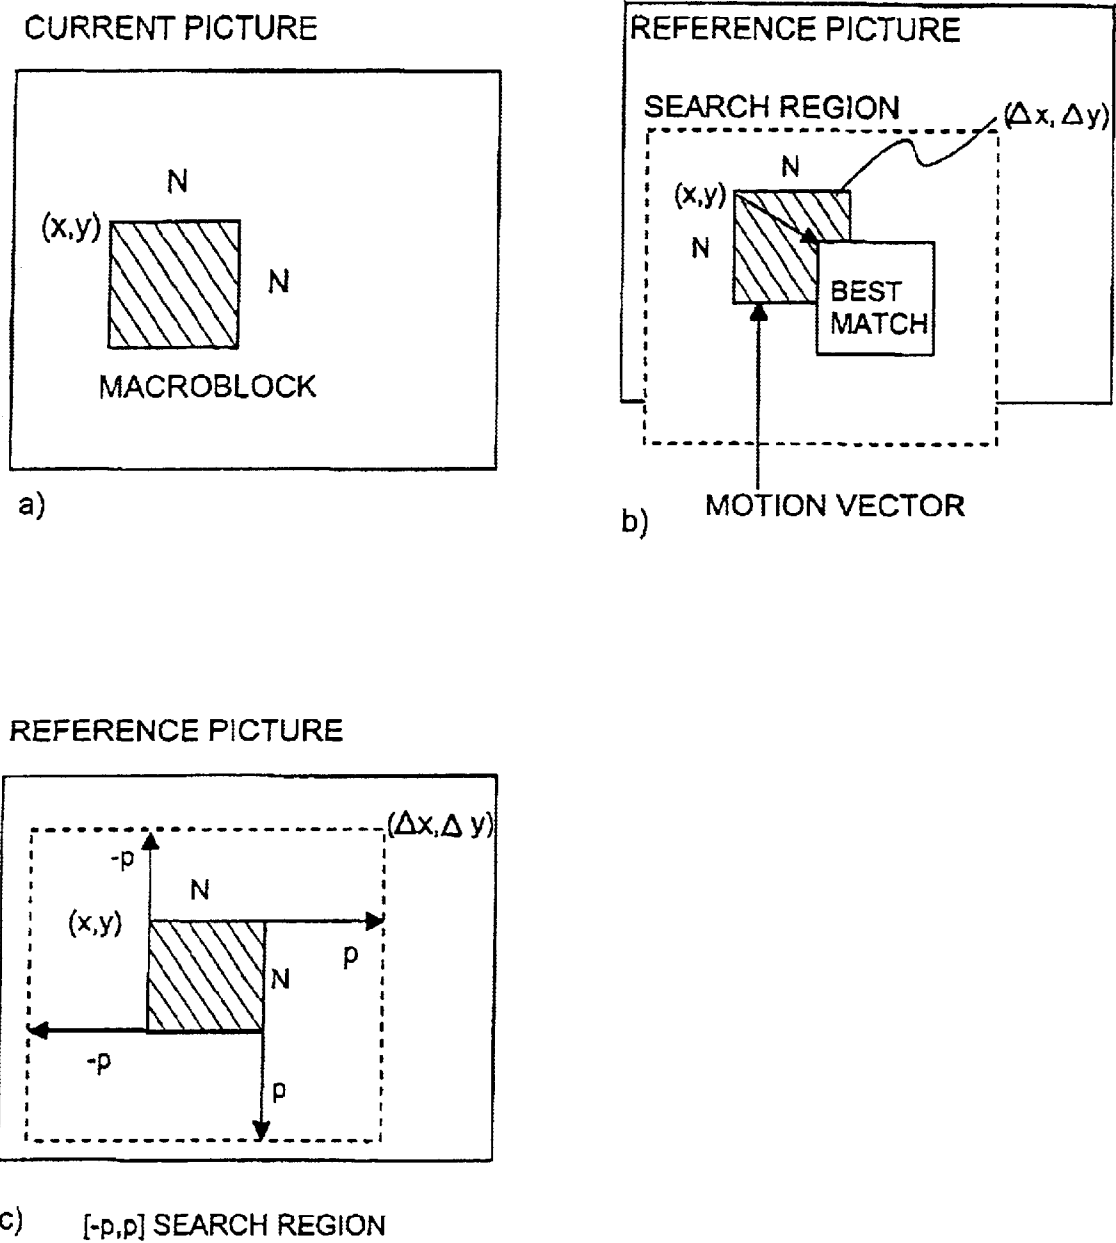 CURRENT PICTURE
N
(x,y)
N
MACROBLOCK
a)
REFERENCE PICTURE
SEARCH REGION
(Δx, Δy)
N
(x,y)
N
BEST
MATCH
MOTION VECTOR
b)
REFERENCE PICTURE
(Δx,Δ y)
-p
N
(x,y)
p
N
-p
p
c)
[-p,p] SEARCH REGION